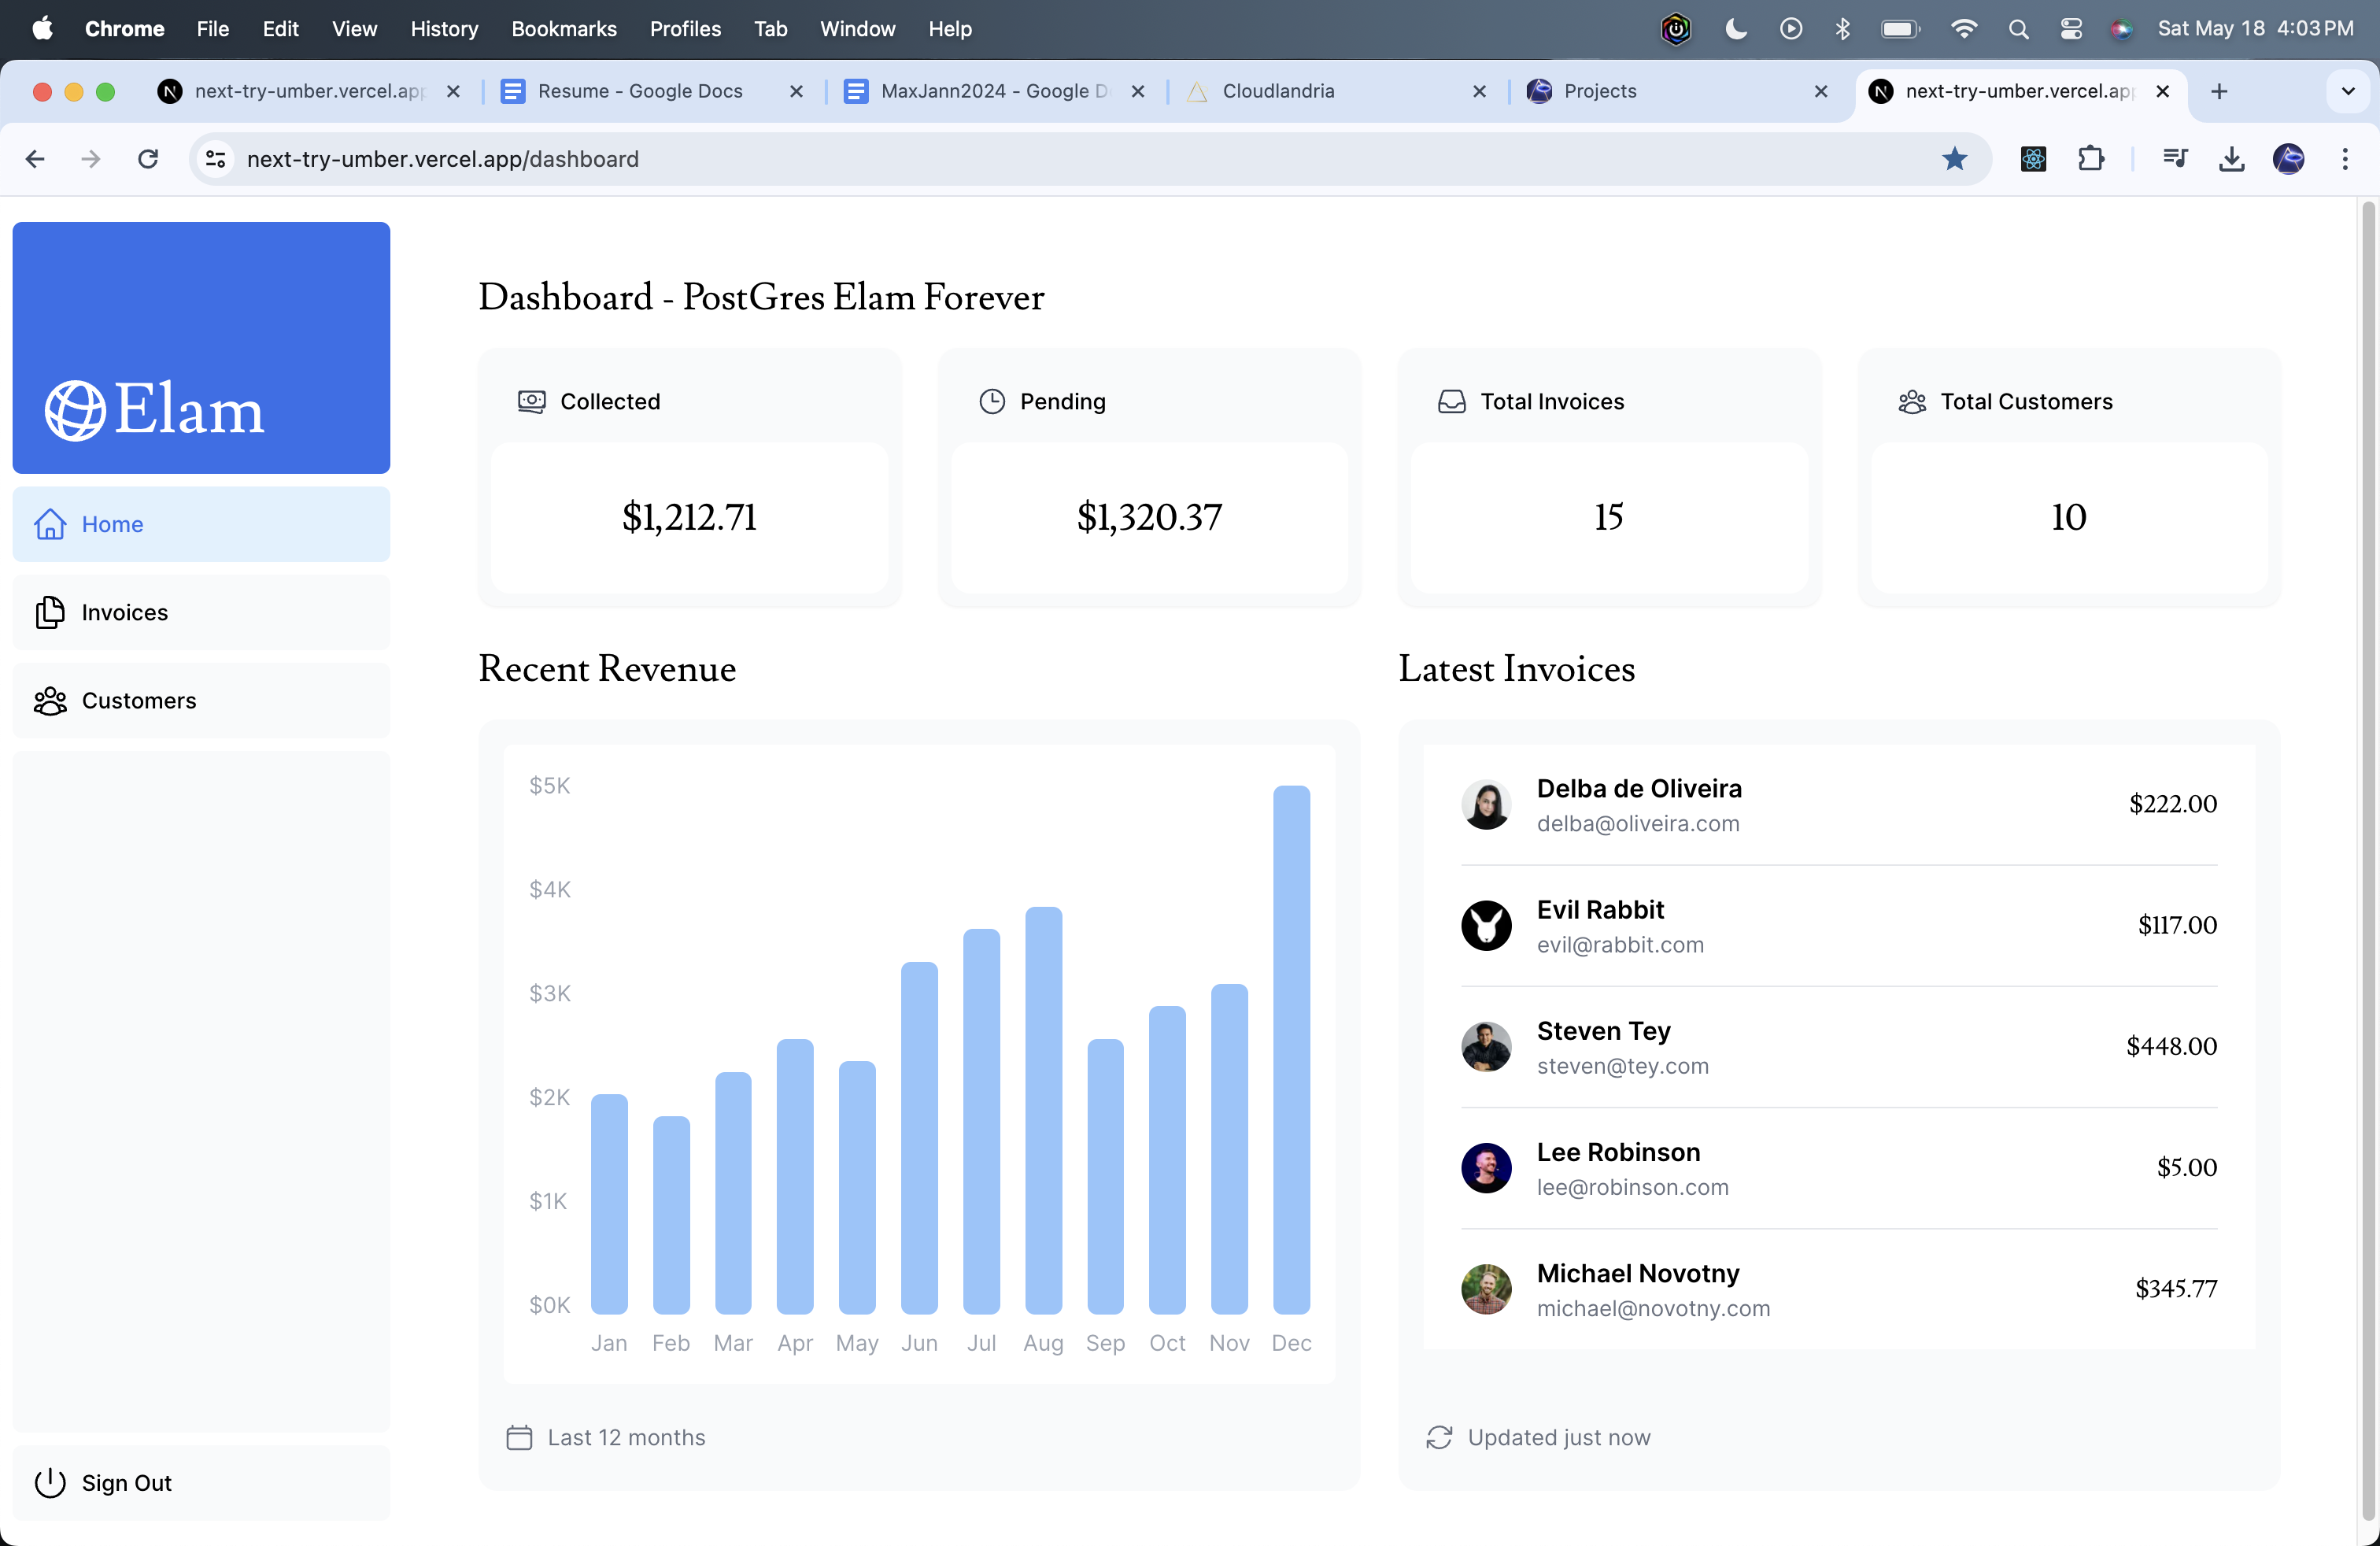 Chrome File Edit View History Bookmarks Profiles Tab Window Help Sat May 18 4:03 PM
next-try-umber.vercel.app Resume - Google Docs MaxJann2024 - Google D Cloudlandria Projects next-try-umber.vercel.app
next-try-umber.vercel.app/dashboard
Elam
Home
Invoices
Customers
Sign Out
Dashboard - PostGres Elam Forever
Collected
$1,212.71
Pending
$1,320.37
Total Invoices
15
Total Customers
10
Recent Revenue
$5K
$4K
$3K
$2K
$1K
$0K
Jan Feb Mar Apr May Jun Jul Aug Sep Oct Nov Dec
Last 12 months
Latest Invoices
Delba de Oliveira
delba@oliveira.com
$222.00
Evil Rabbit
evil@rabbit.com
$117.00
Steven Tey
steven@tey.com
$448.00
Lee Robinson
lee@robinson.com
$5.00
Michael Novotny
michael@novotny.com
$345.77
Updated just now